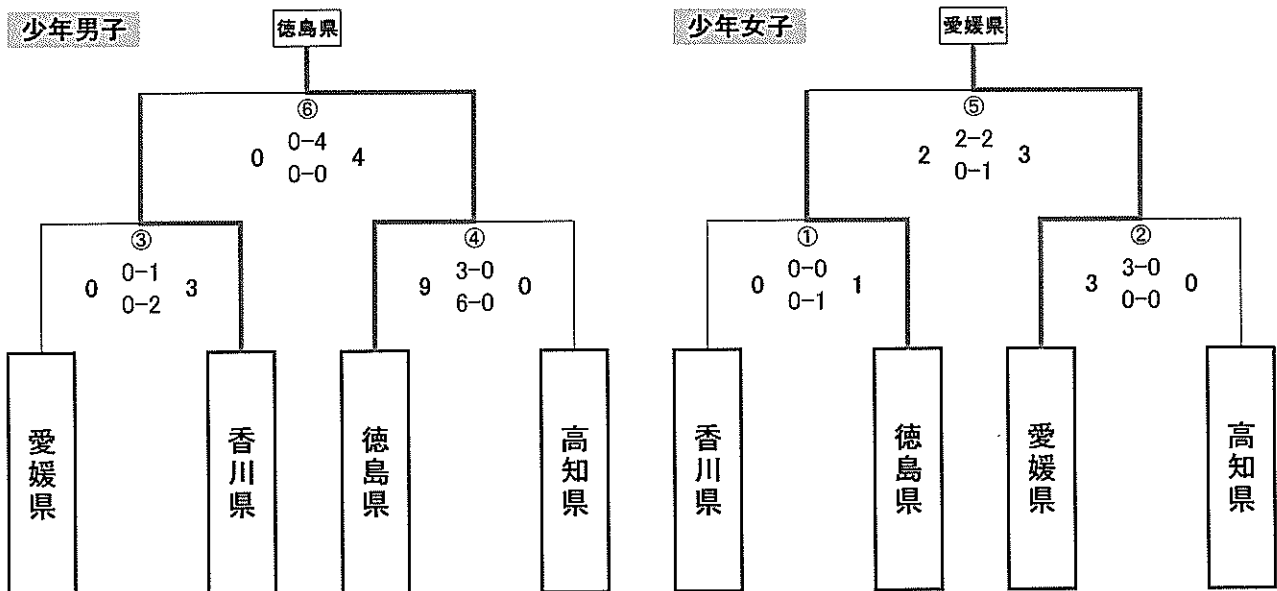 少年男子
徳島県
⑥
0 0-4 4
0-0
③
0 0-1 3
0-2
④
9 3-0 0
6-0
愛媛県
香川県
徳島県
高知県
少年女子
愛媛県
⑤
2 2-2 3
0-1
①
0 0-0 1
0-1
②
3 3-0 0
0-0
香川県
徳島県
愛媛県
高知県